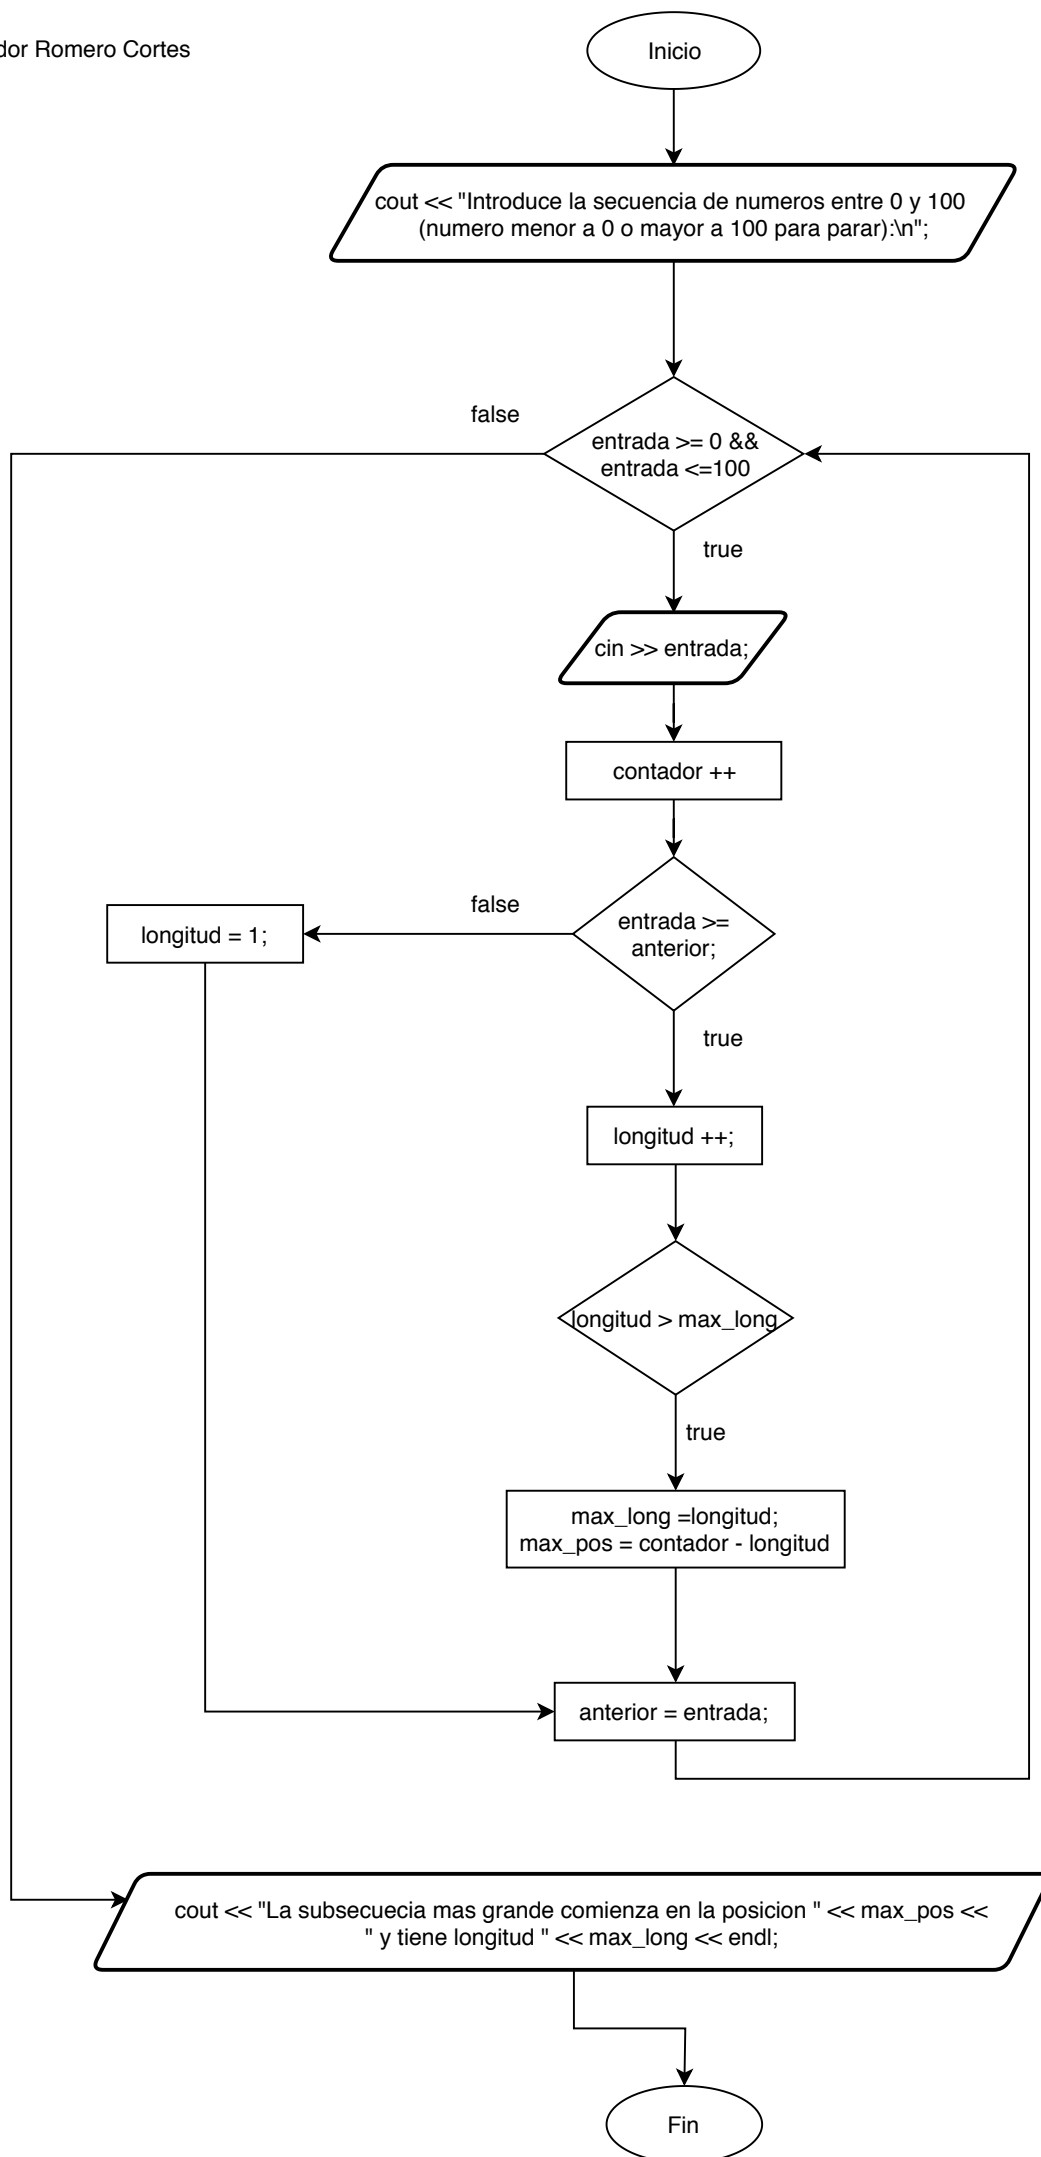 Romero Cortes
Inicio
cout << "Introduce la secuencia de numeros entre 0 y 100
(numero menor a 0 o mayor a 100 para parar):\n";
false
entrada >= 0 &&
entrada <=100
true
cin >> entrada;
contador ++
false
entrada >=
anterior;
longitud = 1;
true
longitud ++;
longitud > max_long
true
max_long =longitud;
max_pos = contador - longitud
anterior = entrada;
cout << "La subsecuecia mas grande comienza en la posicion " << max_pos <<
" y tiene longitud " << max_long << endl;
Fin